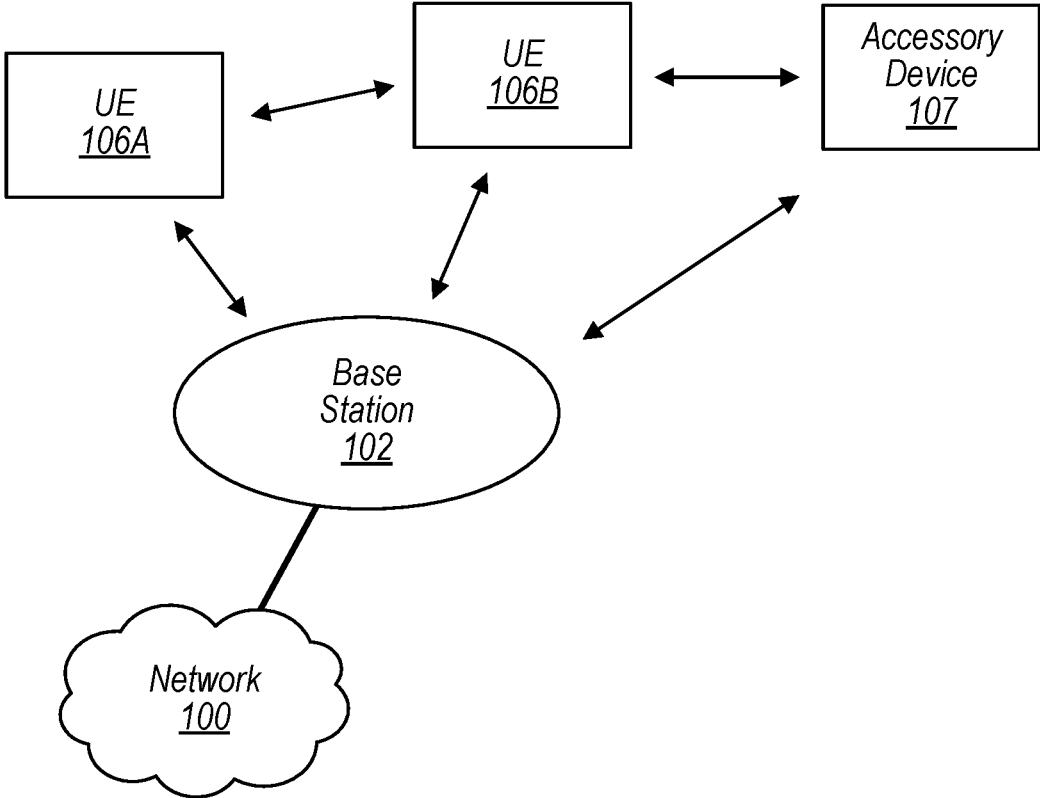 UE
106A
UE
106B
Accessory
Device
107
Base
Station
102
Network
100